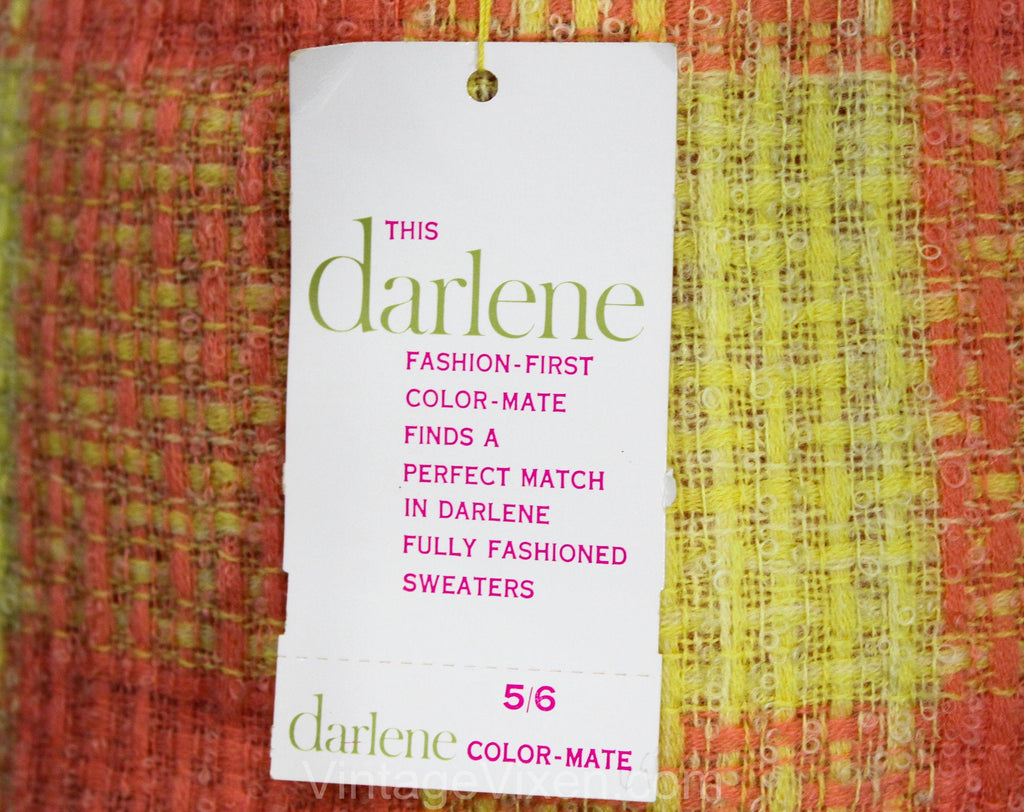 THIS
darlene
FASHION-FIRST
COLOR-MATE
FINDS A
PERFECT MATCH
IN DARLENE
FULLY FASHIONED
SWEATERS
5/6
darlene COLOR-MATE
VintageVixen.com